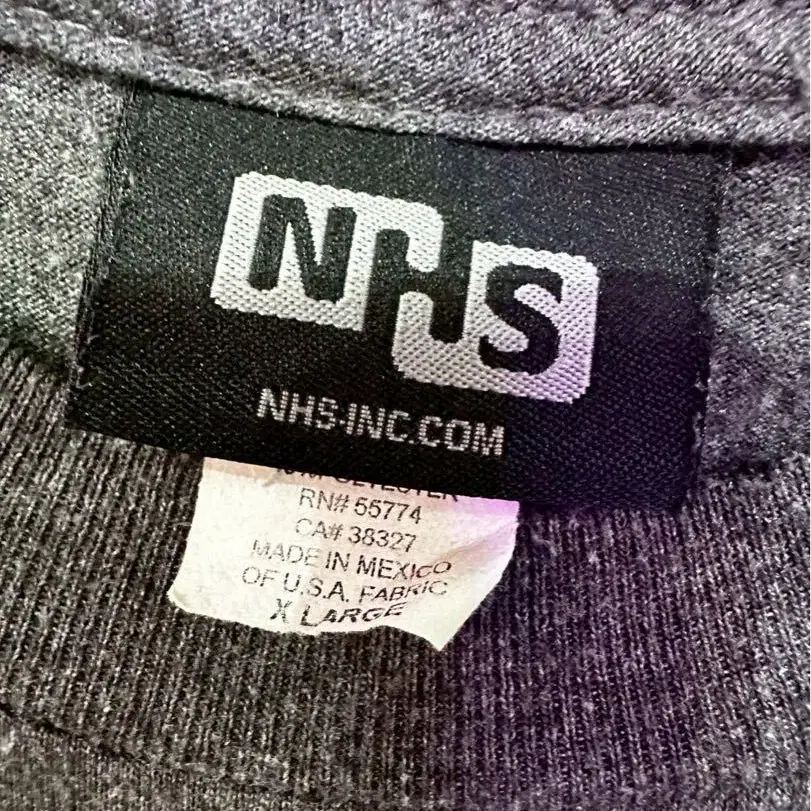 NHS
NHS-INC.COM
RN# 55774
CA# 38327
MADE IN MEXICO
OF U.S.A. FABRIC
X LARGE